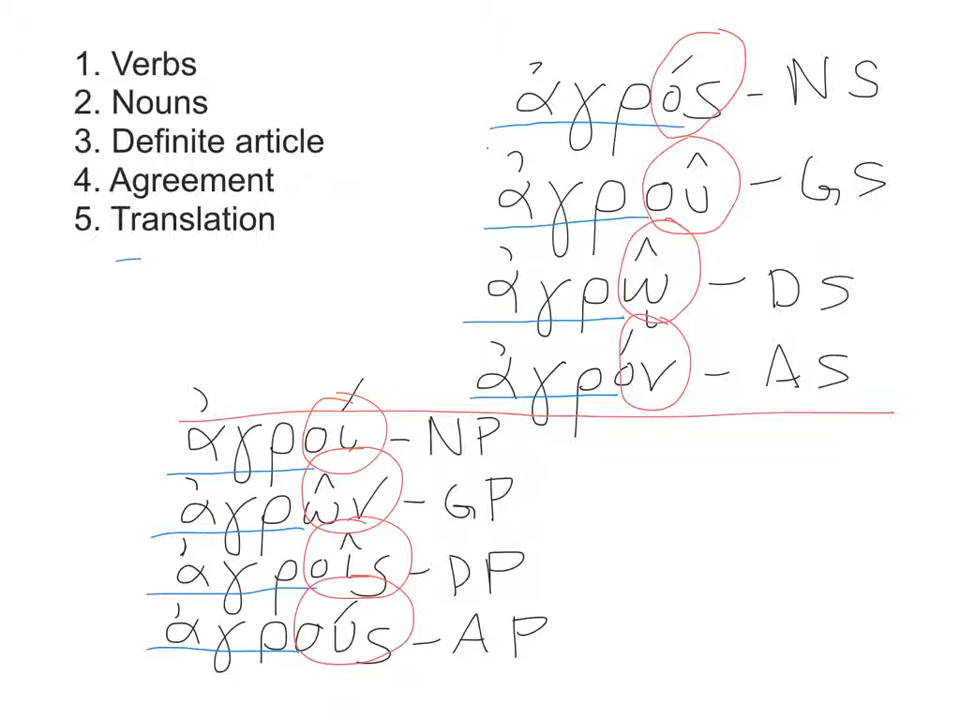 1. Verbs
2. Nouns
3. Definite article
4. Agreement
5. Translation
ἀγρός - NS
ἀγροῦ - GS
ἀγρῷ - DS
ἀγρόν - AS
ἀγροί - NP
ἀγρῶν - GP
ἀγροῖς - DP
ἀγρούς - AP